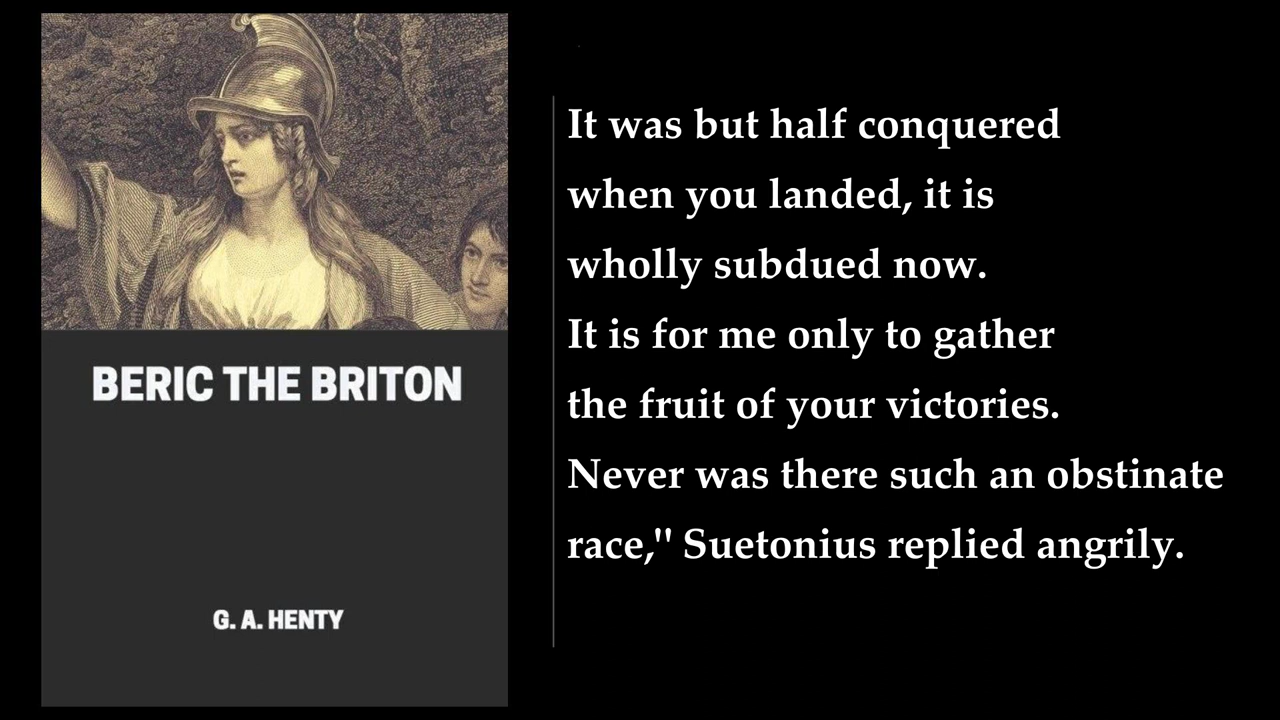 BERIC THE BRITON
G. A. HENTY
It was but half conquered
when you landed, it is
wholly subdued now.
It is for me only to gather
the fruit of your victories.
Never was there such an obstinate
race," Suetonius replied angrily.